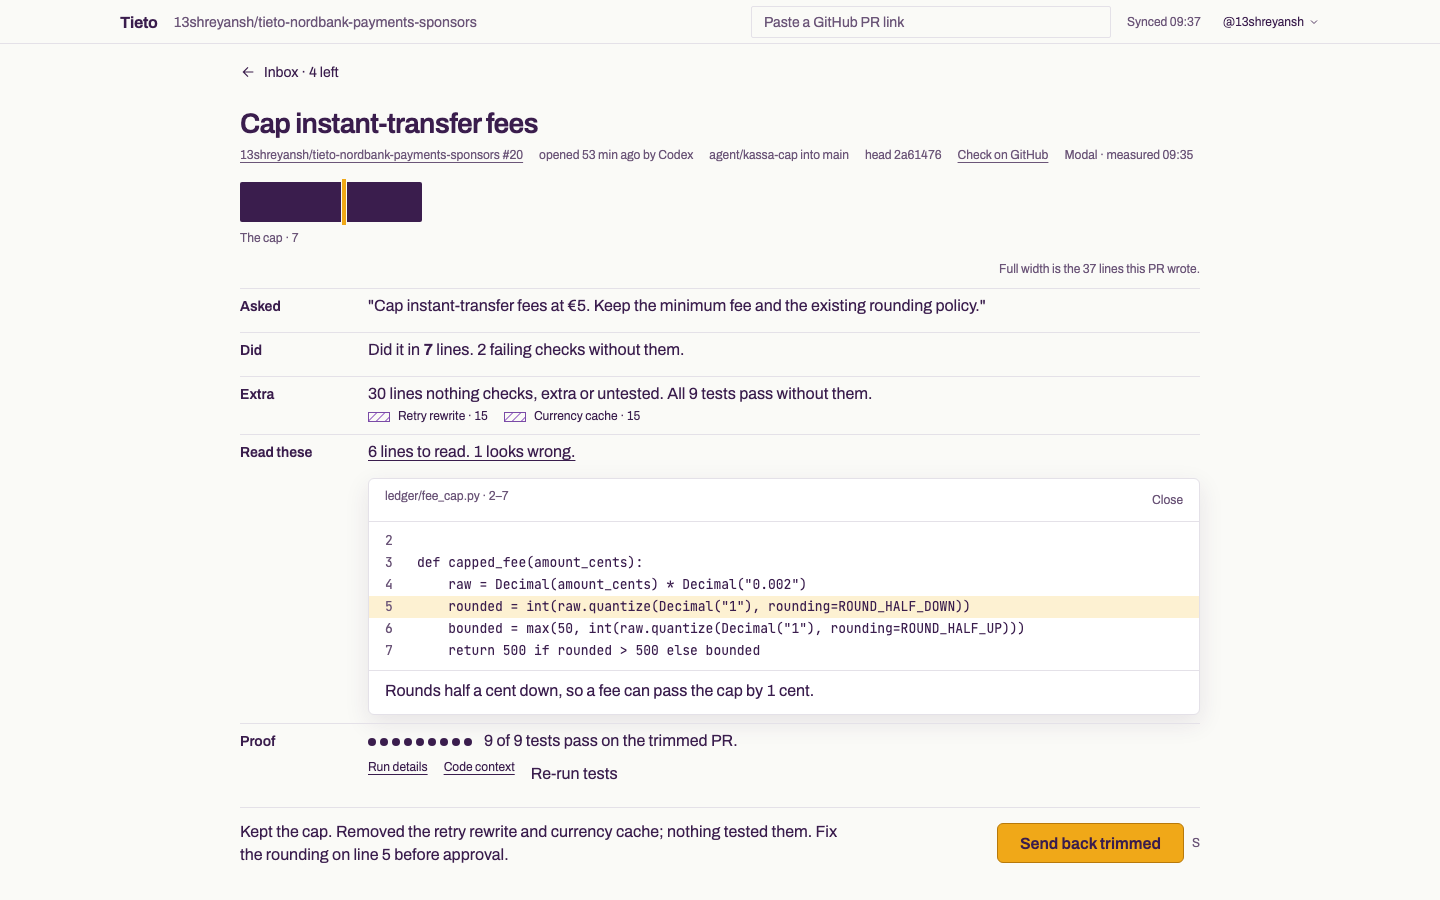 Tieto 13shreyansh/tieto-nordbank-payments-sponsors Paste a GitHub PR link Synced 09:37 @13shreyansh
← Inbox · 4 left
Cap instant-transfer fees
13shreyansh/tieto-nordbank-payments-sponsors #20 opened 53 min ago by Codex agent/kassa-cap into main head 2a61476 Check on GitHub Modal · measured 09:35
The cap · 7
Full width is the 37 lines this PR wrote.
Asked "Cap instant-transfer fees at €5. Keep the minimum fee and the existing rounding policy."
Did Did it in 7 lines. 2 failing checks without them.
Extra 30 lines nothing checks, extra or untested. All 9 tests pass without them.
Retry rewrite · 15 Currency cache · 15
Read these 6 lines to read. 1 looks wrong.
ledger/fee_cap.py · 2–7 Close
2
3 def capped_fee(amount_cents):
4     raw = Decimal(amount_cents) * Decimal("0.002")
5     rounded = int(raw.quantize(Decimal("1"), rounding=ROUND_HALF_DOWN))
6     bounded = max(50, int(raw.quantize(Decimal("1"), rounding=ROUND_HALF_UP)))
7     return 500 if rounded > 500 else bounded
Rounds half a cent down, so a fee can pass the cap by 1 cent.
Proof 9 of 9 tests pass on the trimmed PR.
Run details Code context Re-run tests
Kept the cap. Removed the retry rewrite and currency cache; nothing tested them. Fix
the rounding on line 5 before approval.
Send back trimmed S